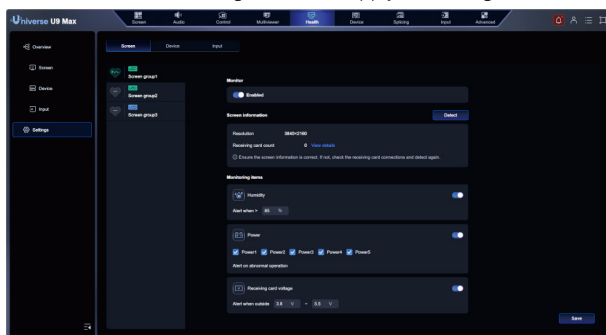 Universe U9 Max
Screen Audio Control Multiviewer Health Device Splicing Input Advanced
Overview
Screen
Device
Input
Settings
Screen Device Input
LED
Screen group1
LED
Screen group2
Screen group3
Monitor
Enabled
Screen information
Detect
Resolution 3840×2160
Receiving card count 0 View details
Ensure the screen information is correct. If not, check the receiving card connections and detect again.
Monitoring items
Humidity
Alert when > 85 %
Power
Power1 Power2 Power3 Power4 Power5
Alert on abnormal operation
Receiving card voltage
Alert when outside 3.8 V ~ 5.5 V
Save